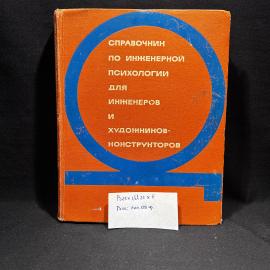 СПРАВОЧНИК
ПО ИНЖЕНЕРНОЙ
ПСИХОЛОГИИ
ДЛЯ
ИНЖЕНЕРОВ
И
ХУДОЖНИКОВ-
КОНСТРУКТОРОВ